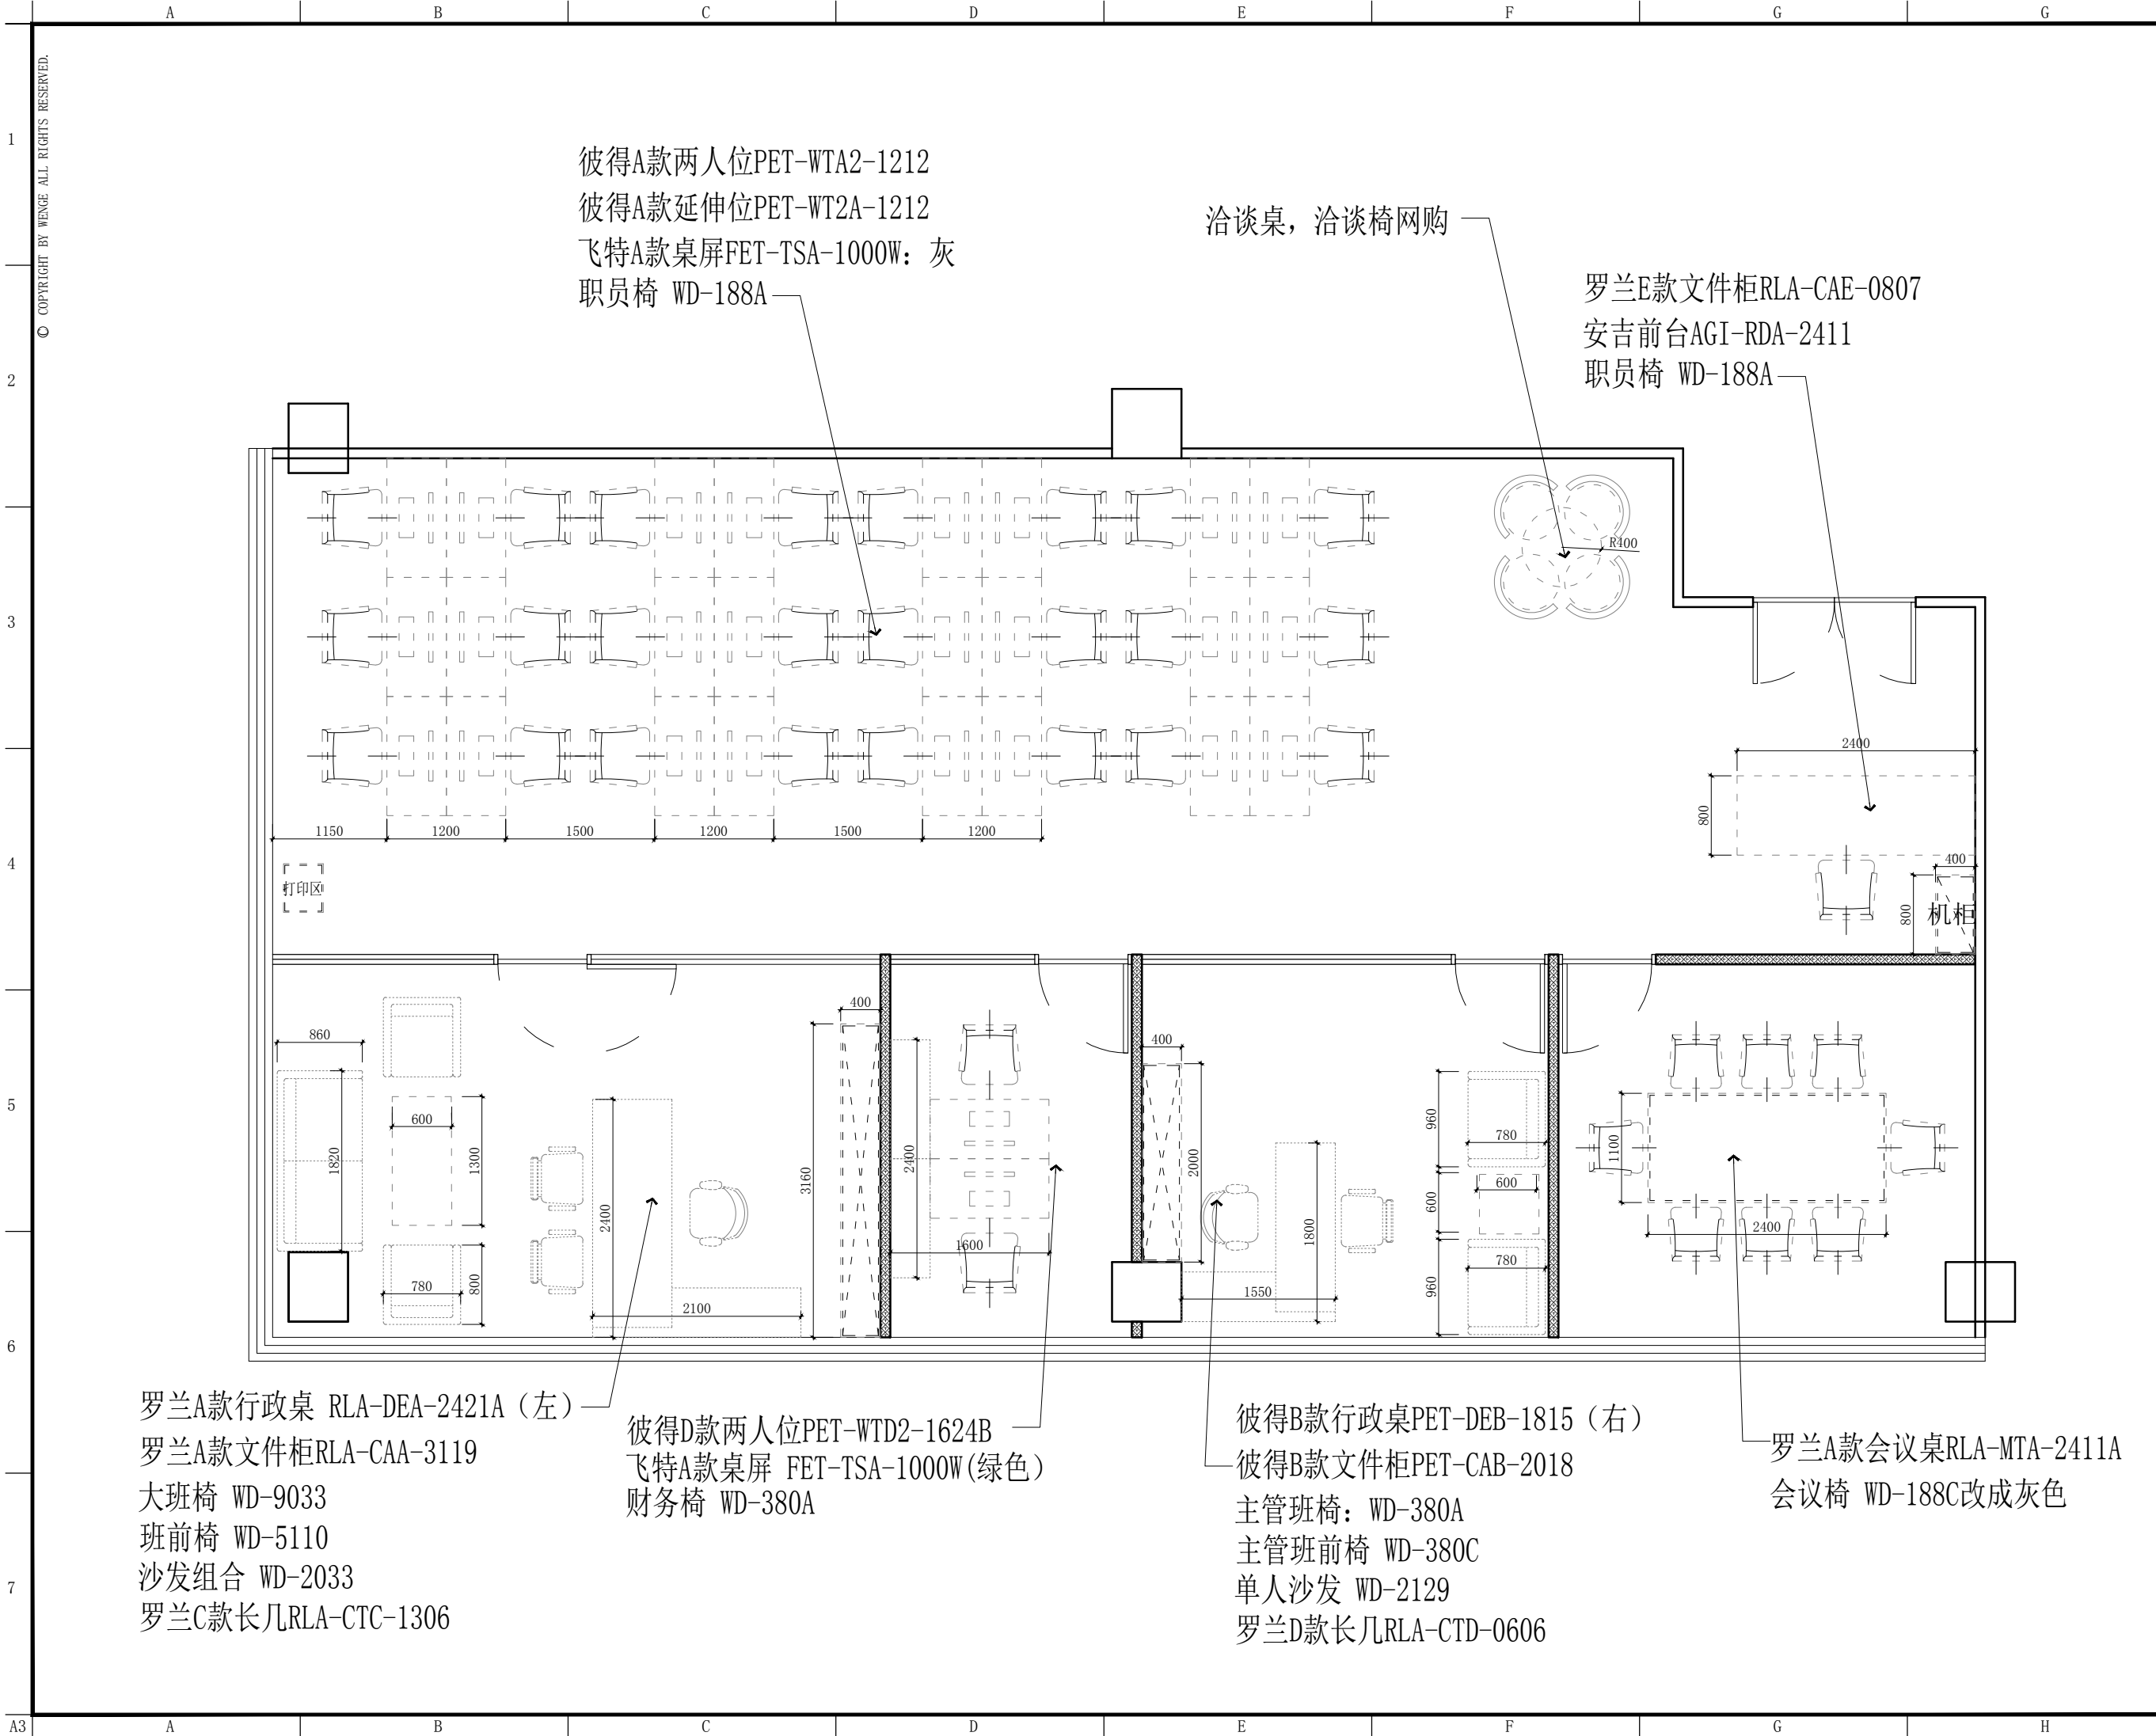 A B C D E F G G
© COPYRIGHT BY WENGE ALL RIGHTS RESERVED.
1
2
3
4
5
6
7
彼得A款两人位PET-WTA2-1212
彼得A款延伸位PET-WT2A-1212
飞特A款桌屏FET-TSA-1000W：灰
职员椅 WD-188A
洽谈桌，洽谈椅网购
罗兰E款文件柜RLA-CAE-0807
安吉前台AGI-RDA-2411
职员椅 WD-188A
R400
2400
800
1150 1200 1500 1200 1500 1200
400
打印区
800
机柜
400
860
400
600
960
780
1820
1300
3160
2400
2000
1100
600
600
2400
1800
2400
1600
780
800
780
960
1550
2100
罗兰A款行政桌 RLA-DEA-2421A（左）
罗兰A款文件柜RLA-CAA-3119
大班椅 WD-9033
班前椅 WD-5110
沙发组合 WD-2033
罗兰C款长几RLA-CTC-1306
彼得D款两人位PET-WTD2-1624B
飞特A款桌屏 FET-TSA-1000W(绿色）
财务椅 WD-380A
彼得B款行政桌PET-DEB-1815（右）
彼得B款文件柜PET-CAB-2018
主管班椅：WD-380A
主管班前椅 WD-380C
单人沙发 WD-2129
罗兰D款长几RLA-CTD-0606
罗兰A款会议桌RLA-MTA-2411A
会议椅 WD-188C改成灰色
A3 A B C D E F G H